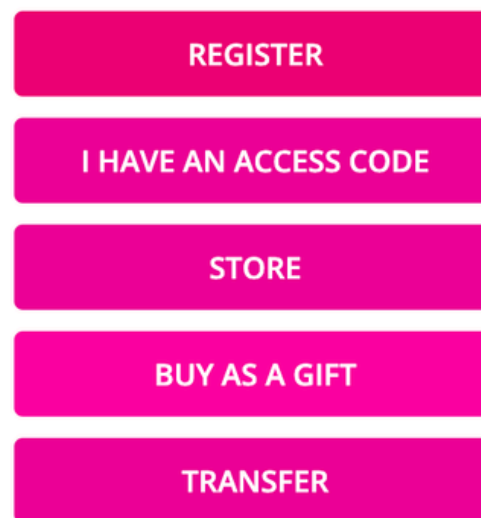 REGISTER
I HAVE AN ACCESS CODE
STORE
BUY AS A GIFT
TRANSFER